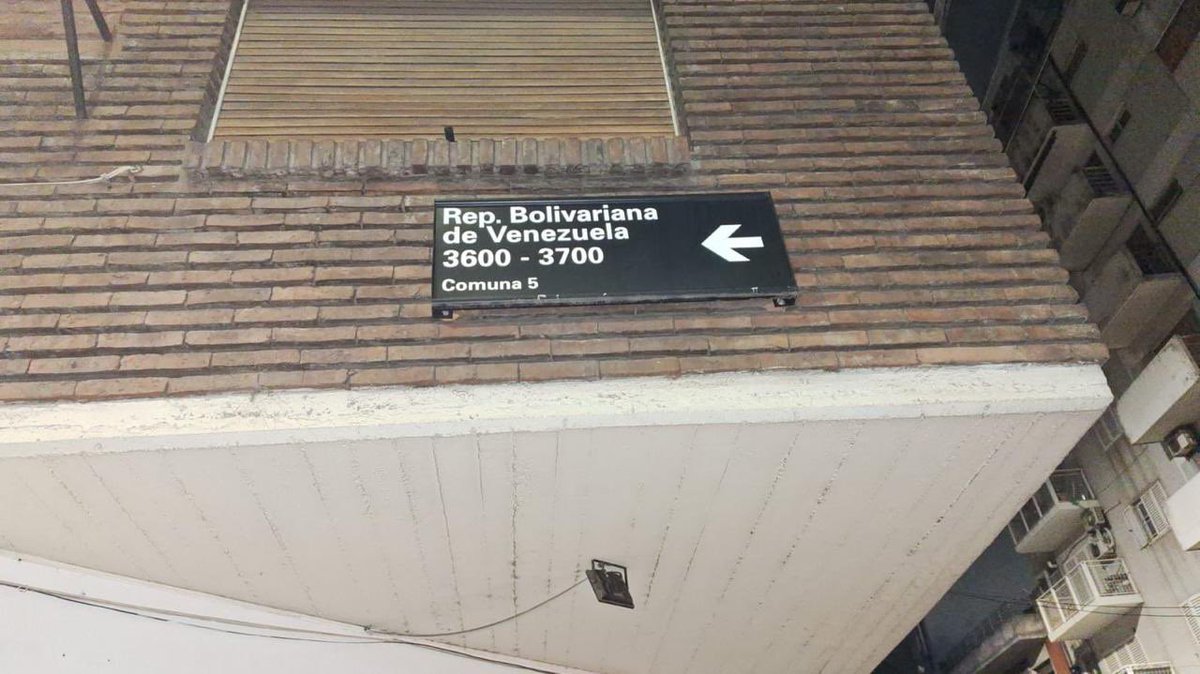 Rep. Bolivariana
de Venezuela
3600 - 3700
Comuna 5